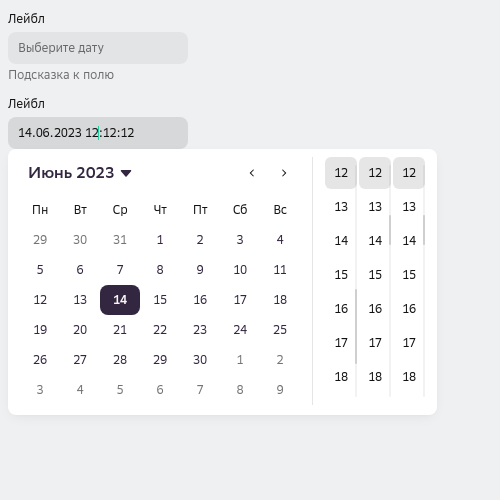 Лейбл
Выберите дату
Подсказка к полю
Лейбл
14.06.2023 12:12:12
Июнь 2023
12 12 12
Пн Вт Ср Чт Пт Сб Вс
13 13 13
29 30 31 1 2 3 4
14 14 14
5 6 7 8 9 10 11
15 15 15
12 13 14 15 16 17 18
16 16 16
19 20 21 22 23 24 25
17 17 17
26 27 28 29 30 1 2
18 18 18
3 4 5 6 7 8 9